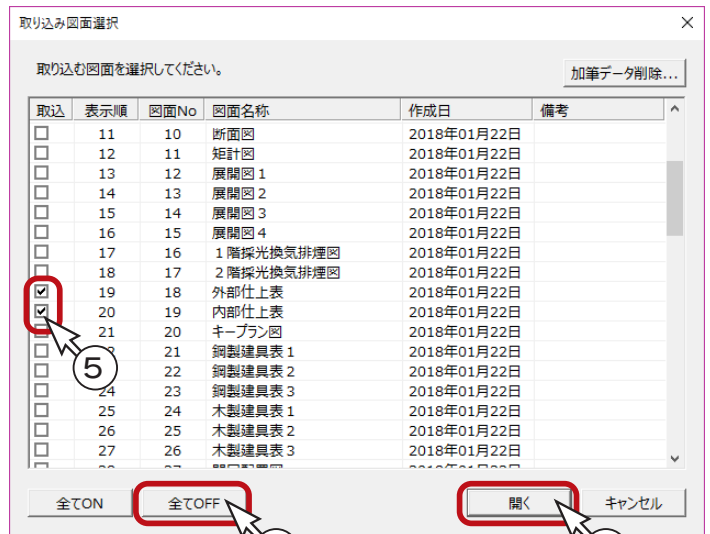 取り込み図面選択
取り込む図面を選択してください。
加筆データ削除...
取込 表示順 図面No 図面名称 作成日 備考
11 10 断面図 2018年01月22日
12 11 矩計図 2018年01月22日
13 12 展開図1 2018年01月22日
14 13 展開図2 2018年01月22日
15 14 展開図3 2018年01月22日
16 15 展開図4 2018年01月22日
17 16 1階採光換気排煙図 2018年01月22日
18 17 2階採光換気排煙図 2018年01月22日
19 18 外部仕上表 2018年01月22日
20 19 内部仕上表 2018年01月22日
21 20 キープラン図 2018年01月22日
21 鋼製建具表1 2018年01月22日
22 鋼製建具表2 2018年01月22日
24 23 鋼製建具表3 2018年01月22日
25 24 木製建具表1 2018年01月22日
26 25 木製建具表2 2018年01月22日
27 26 木製建具表3 2018年01月22日
⑤
全てON 全てOFF 開く キャンセル